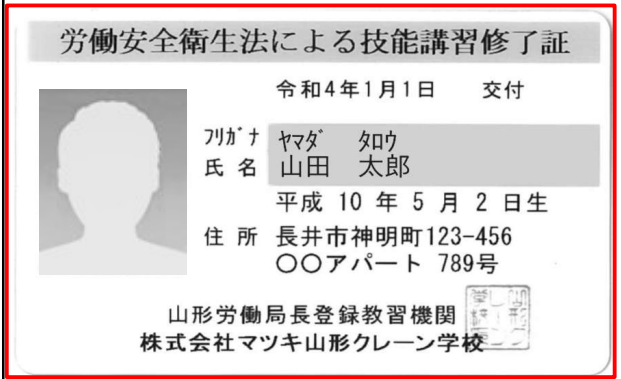 労働安全衛生法による技能講習修了証
令和4年1月1日　交付
ﾌﾘｶﾞﾅ　ﾔﾏﾀﾞ　ﾀﾛｳ
氏 名　山田　太郎
平成 10 年 5 月 2 日生
住 所　長井市神明町123-456
〇〇アパート 789号
山形労働局長登録教習機関
株式会社マツキ山形クレーン学校